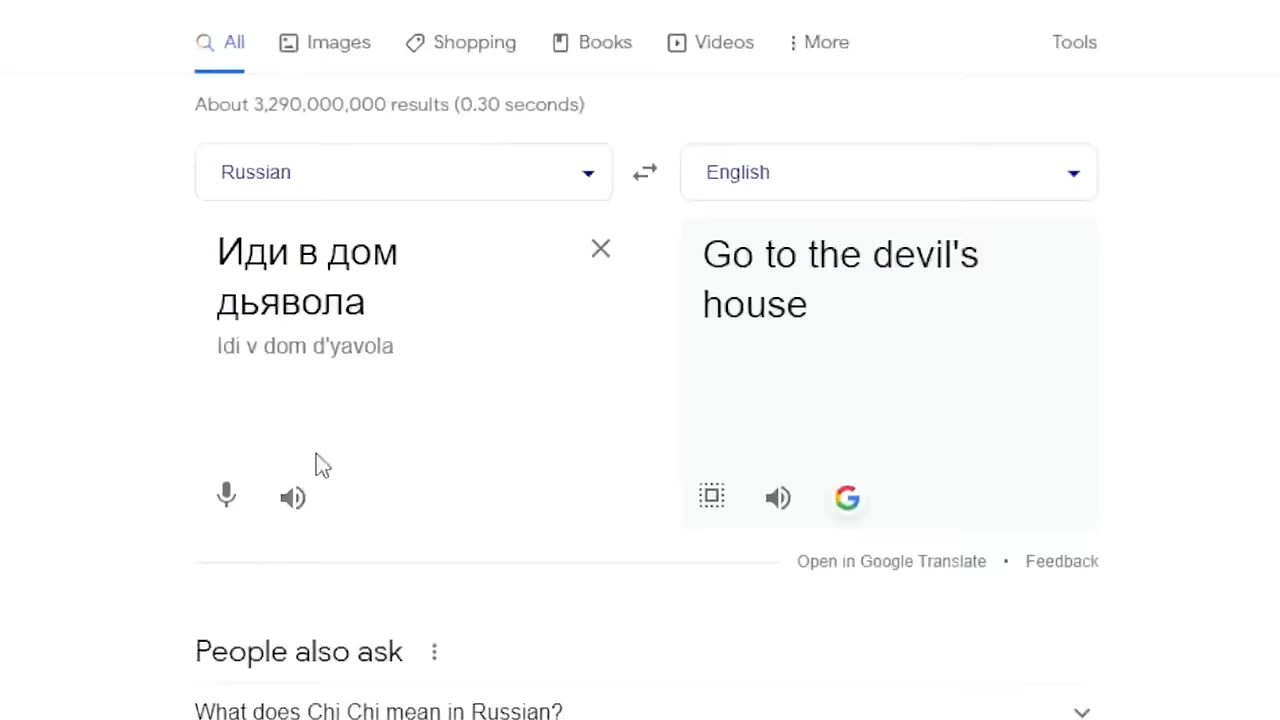 All Images Shopping Books Videos More Tools
About 3,290,000,000 results (0.30 seconds)
Russian English
Иди в дом
дьявола
Idi v dom d'yavola
Go to the devil's
house
Open in Google Translate • Feedback
People also ask
What does Chi Chi mean in Russian?